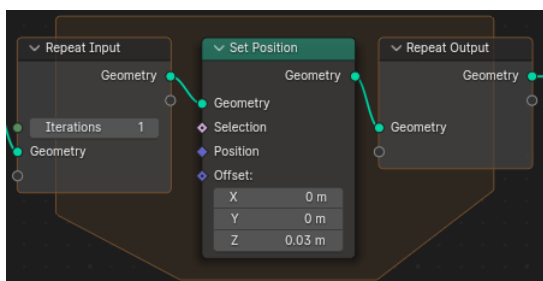 Repeat Input
Geometry
Iterations 1
Geometry
Set Position
Geometry
Geometry
Selection
Position
Offset:
X 0 m
Y 0 m
Z 0.03 m
Repeat Output
Geometry
Geometry